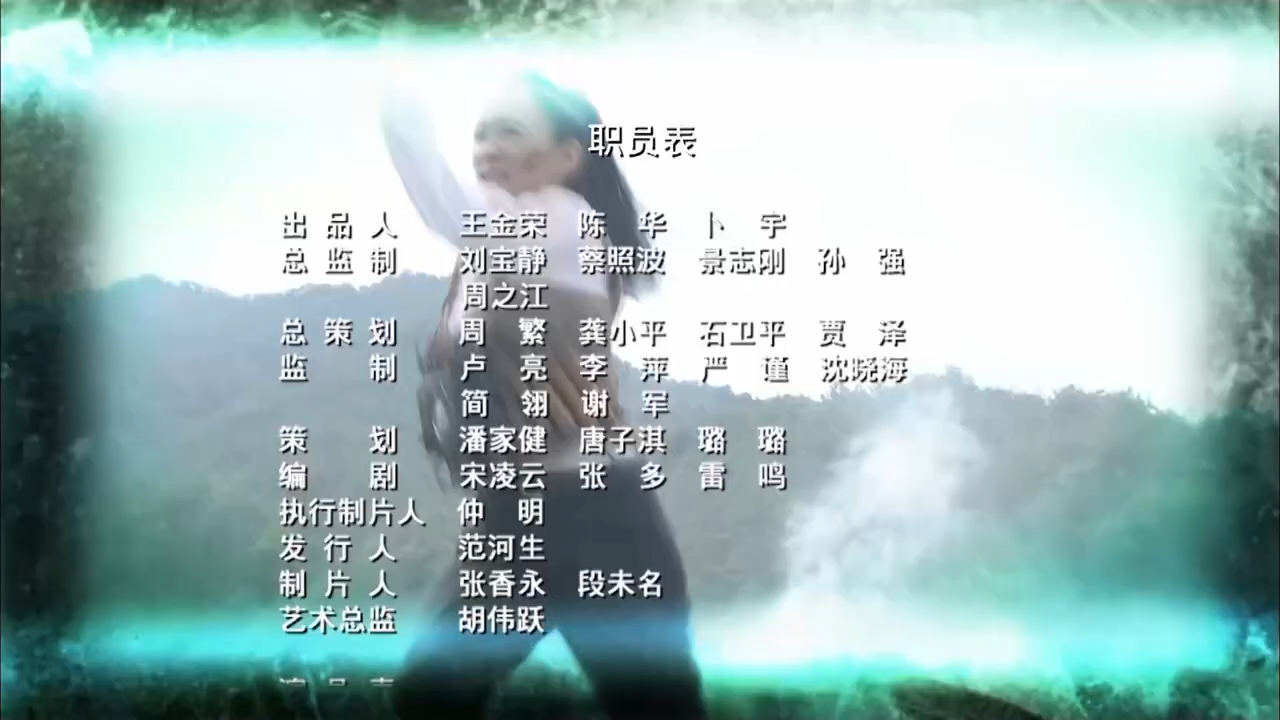 职员表
出品人 王金荣 陈华 卜宇
总监制 刘宝静 蔡照波 景志刚 孙强
周之江
总策划 周繁 龚小平 石卫平 贾泽
监制 卢亮 李萍 严谨 沈晓海
简翎 谢军
策划 潘家健 唐子淇 璐璐
编剧 宋凌云 张多 雷鸣
执行制片人 仲明
发行人 范河生
制片人 张香永 段未名
艺术总监 胡伟跃